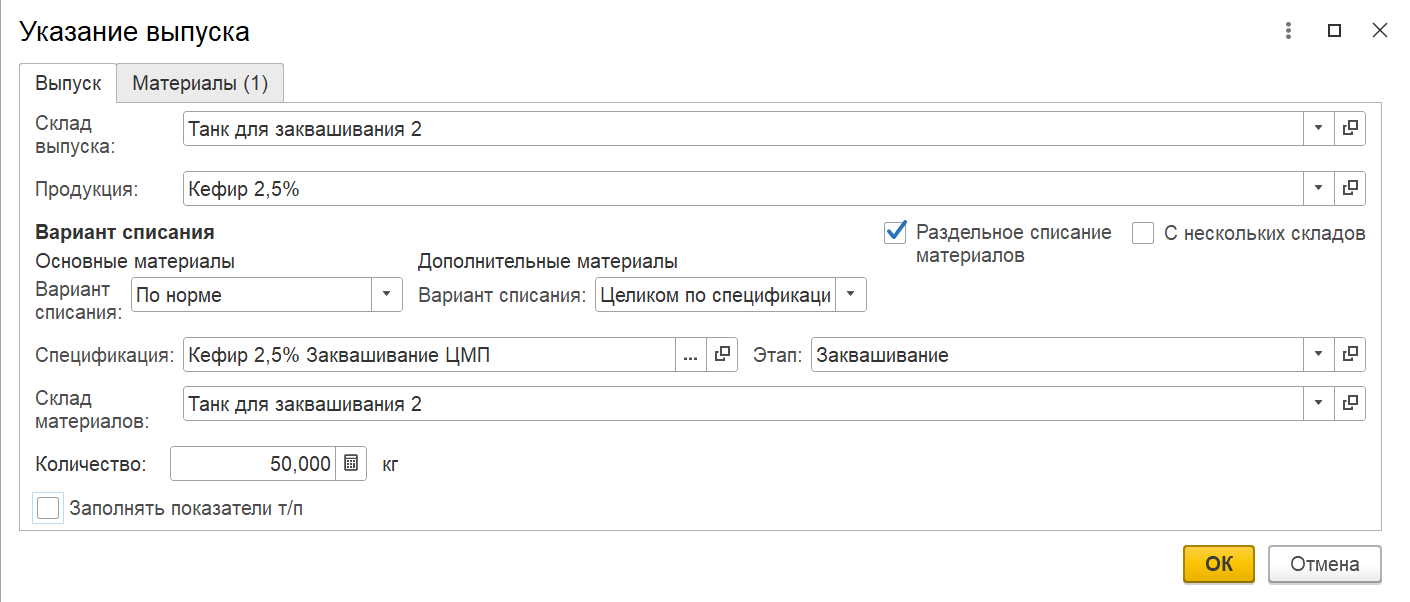 Указание выпуска
Выпуск Материалы (1)
Склад
выпуска:
Танк для заквашивания 2
Продукция: Кефир 2,5%
Вариант списания
Раздельное списание
материалов
С нескольких складов
Основные материалы
Дополнительные материалы
Вариант
списания:
По норме
Вариант списания: Целиком по спецификаци
Спецификация: Кефир 2,5% Заквашивание ЦМП ... Этап: Заквашивание
Склад
материалов:
Танк для заквашивания 2
Количество: 50,000 кг
Заполнять показатели т/п
ОК Отмена